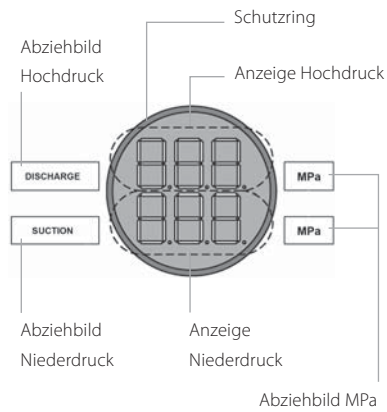 Schutzring
Abziehbild
Hochdruck
Anzeige Hochdruck
DISCHARGE
MPa
SUCTION
MPa
Abziehbild
Niederdruck
Anzeige
Niederdruck
Abziehbild MPa